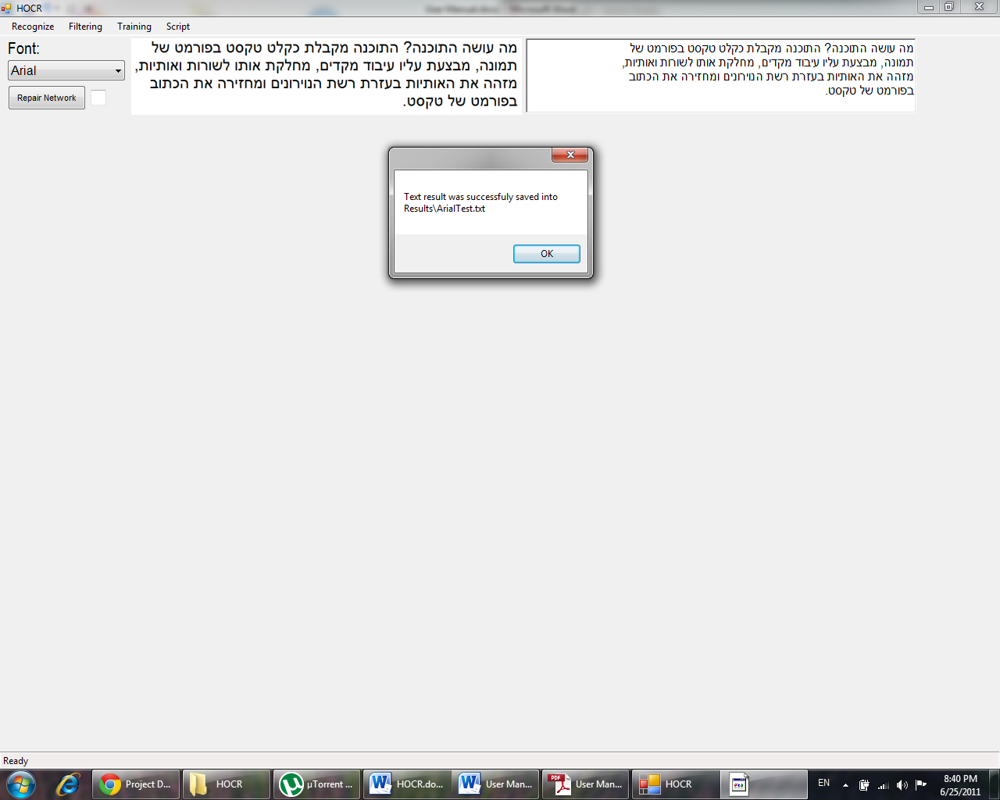 HOCR
Recognize Filtering Training Script
Font:
Arial
Repair Network
מה עושה התוכנה? התוכנה מקבלת כקלט טקסט בפורמט של
תמונה, מבצעת עליו עיבוד מקדים, מחלקת אותו לשורות ואותיות,
מזהה את האותיות בעזרת רשת הנוירונים ומחזירה את הכתוב
בפורמט של טקסט.
מה עושה התוכנה? התוכנה מקבלת כקלט טקסט בפורמט של
תמונה, מבצעת עליו עיבוד מקדים, מחלקת אותו לשורות ואותיות,
מזהה את האותיות בעזרת רשת הנוירונים ומחזירה את הכתוב
בפורמט של טקסט.
Text result was successfuly saved into
Results\ArialTest.txt
OK
Ready
Project D... HOCR µTorrent ... HOCR.do... User Man... User Man... HOCR
EN
8:40 PM
6/25/2011